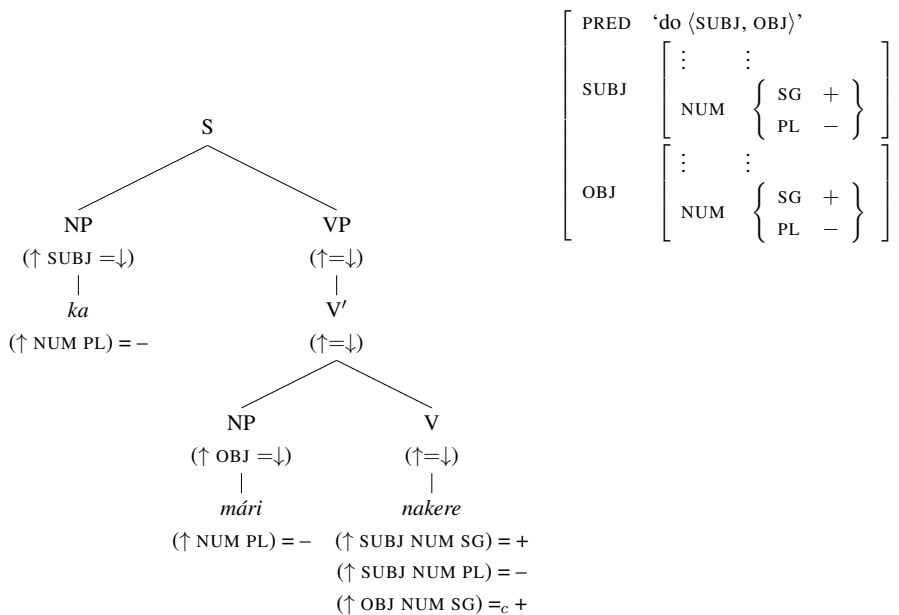 PRED ‘do ⟨SUBJ, OBJ⟩’
⋮ ⋮
SUBJ
NUM { SG +
PL − }
⋮ ⋮
OBJ
NUM { SG +
PL − }
S
NP VP
(↑ SUBJ =↓) (↑=↓)
ka V′
(↑ NUM PL) = – (↑=↓)
NP V
(↑ OBJ =↓) (↑=↓)
mári nakere
(↑ NUM PL) = – (↑ SUBJ NUM SG) = +
(↑ SUBJ NUM PL) = –
(↑ OBJ NUM SG) =c +